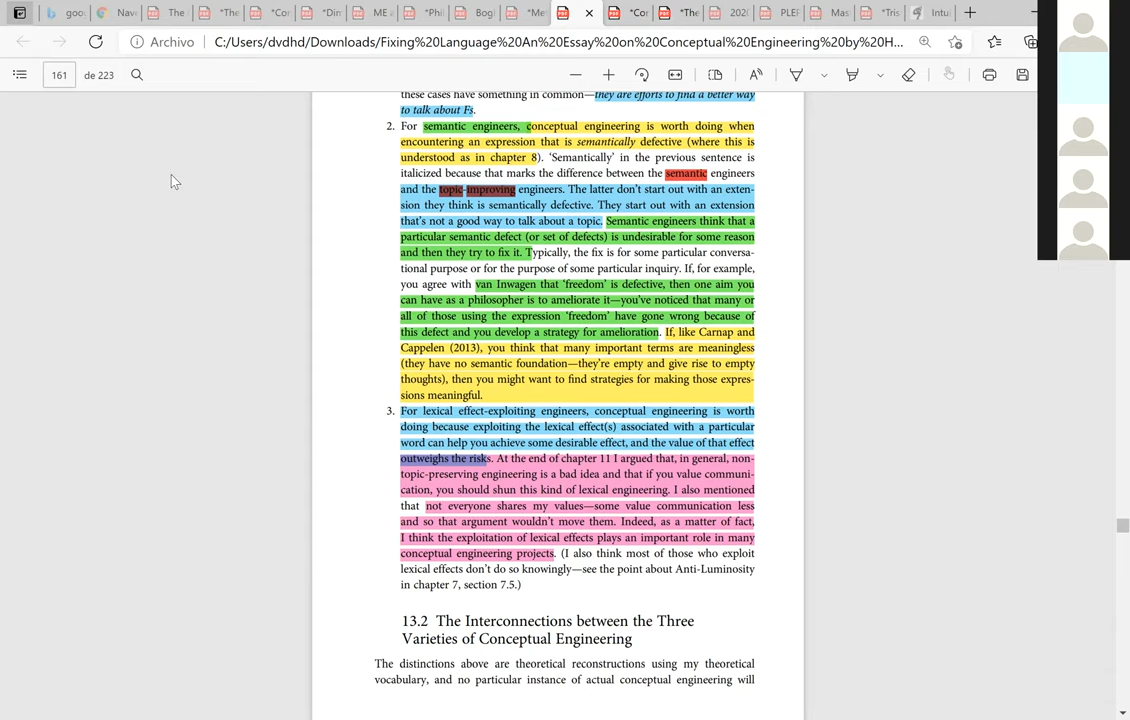 goo
Nav
The
*The
*Cor
*Din
ME a
*Phil
Bogl
*Met
*Cor
*The
202(
PLEF
Mas
*Tris
Intui
Archivo
C:/Users/dvdhd/Downloads/Fixing%20Language%20An%20Essay%20on%20Conceptual%20Engineering%20by%20H...
161
de 223
these cases have something in common—they are efforts to find a better way
to talk about Fs.
2. For semantic engineers, conceptual engineering is worth doing when
encountering an expression that is semantically defective (where this is
understood as in chapter 8). ‘Semantically’ in the previous sentence is
italicized because that marks the difference between the semantic engineers
and the topic-improving engineers. The latter don’t start out with an exten-
sion they think is semantically defective. They start out with an extension
that’s not a good way to talk about a topic. Semantic engineers think that a
particular semantic defect (or set of defects) is undesirable for some reason
and then they try to fix it. Typically, the fix is for some particular conversa-
tional purpose or for the purpose of some particular inquiry. If, for example,
you agree with van Inwagen that ‘freedom’ is defective, then one aim you
can have as a philosopher is to ameliorate it—you’ve noticed that many or
all of those using the expression ‘freedom’ have gone wrong because of
this defect and you develop a strategy for amelioration. If, like Carnap and
Cappelen (2013), you think that many important terms are meaningless
(they have no semantic foundation—they’re empty and give rise to empty
thoughts), then you might want to find strategies for making those expres-
sions meaningful.
3. For lexical effect-exploiting engineers, conceptual engineering is worth
doing because exploiting the lexical effect(s) associated with a particular
word can help you achieve some desirable effect, and the value of that effect
outweighs the risks. At the end of chapter 11 I argued that, in general, non-
topic-preserving engineering is a bad idea and that if you value communi-
cation, you should shun this kind of lexical engineering. I also mentioned
that not everyone shares my values—some value communication less
and so that argument wouldn’t move them. Indeed, as a matter of fact,
I think the exploitation of lexical effects plays an important role in many
conceptual engineering projects. (I also think most of those who exploit
lexical effects don’t do so knowingly—see the point about Anti-Luminosity
in chapter 7, section 7.5.)
13.2 The Interconnections between the Three
Varieties of Conceptual Engineering
The distinctions above are theoretical reconstructions using my theoretical
vocabulary, and no particular instance of actual conceptual engineering will